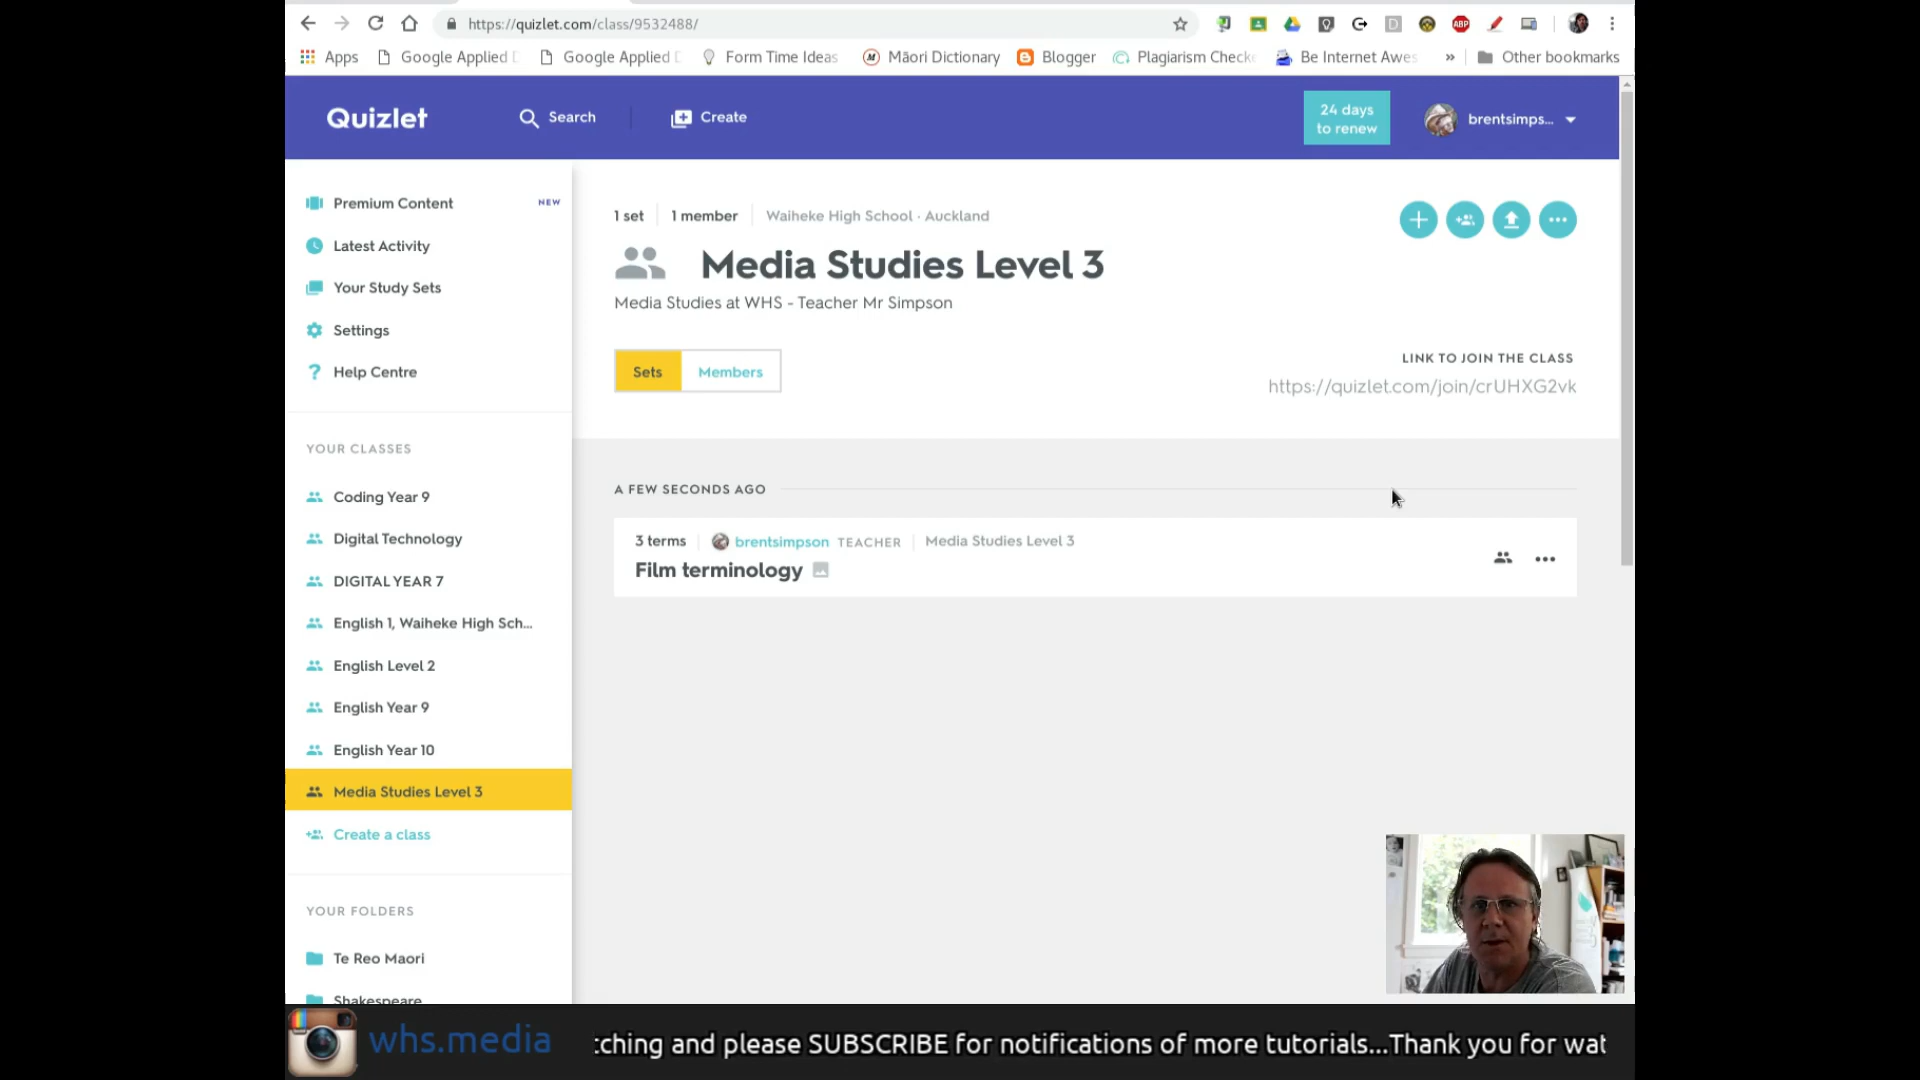 https://quizlet.com/class/9532488/
Apps
Google Applied
Google Applied
Form Time Ideas
Māori Dictionary
Blogger
Plagiarism Check
Be Internet Awes
»
Other bookmarks
ABP
Quizlet
Search
Create
24 days
to renew
brentsimps...
Premium Content
NEW
Latest Activity
Your Study Sets
Settings
Help Centre
YOUR CLASSES
Coding Year 9
Digital Technology
DIGITAL YEAR 7
English 1, Waiheke High Sch...
English Level 2
English Year 9
English Year 10
Media Studies Level 3
Create a class
YOUR FOLDERS
Te Reo Maori
Shakespeare
1 set
1 member
Waiheke High School · Auckland
Media Studies Level 3
Media Studies at WHS - Teacher Mr Simpson
Sets
Members
LINK TO JOIN THE CLASS
https://quizlet.com/join/crUHXG2vk
A FEW SECONDS AGO
3 terms
brentsimpson TEACHER
Media Studies Level 3
Film terminology
whs.media
tching and please SUBSCRIBE for notifications of more tutorials...Thank you for wat